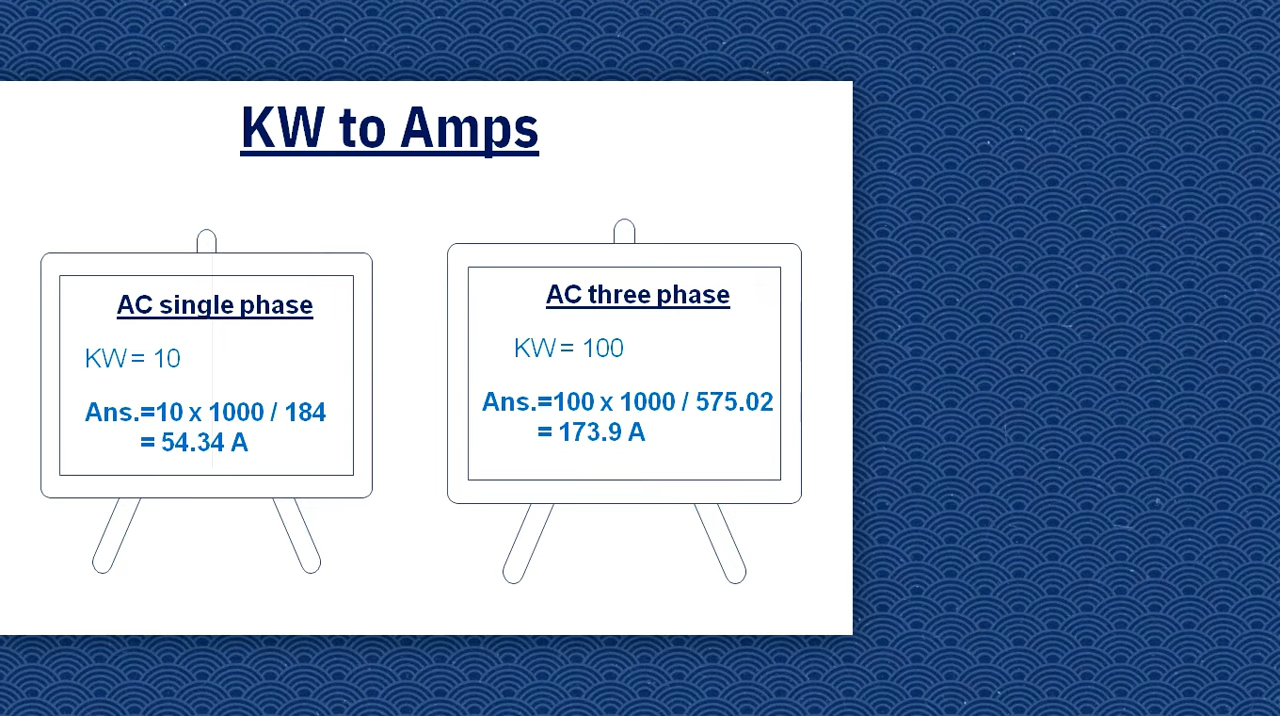 KW to Amps
AC single phase
KW = 10
Ans.=10 x 1000 / 184
= 54.34 A
AC three phase
KW = 100
Ans.=100 x 1000 / 575.02
= 173.9 A